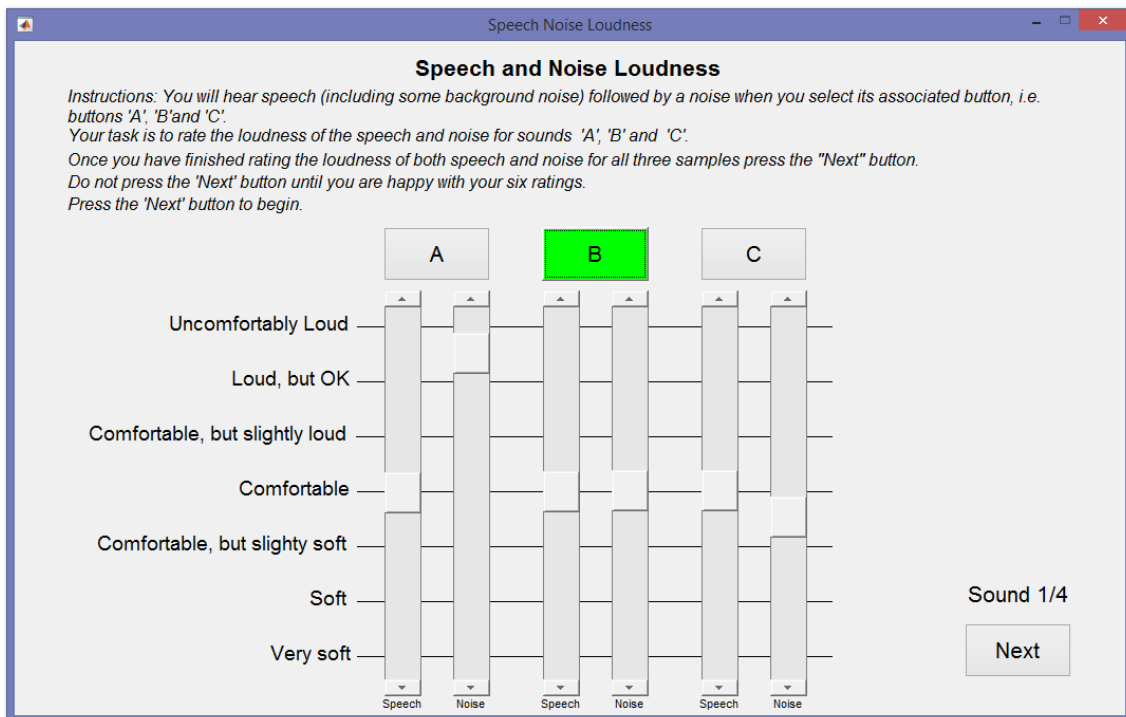 Speech Noise Loudness
Speech and Noise Loudness
Instructions: You will hear speech (including some background noise) followed by a noise when you select its associated button, i.e.
buttons 'A', 'B'and 'C'.
Your task is to rate the loudness of the speech and noise for sounds 'A', 'B' and 'C'.
Once you have finished rating the loudness of both speech and noise for all three samples press the "Next" button.
Do not press the 'Next' button until you are happy with your six ratings.
Press the 'Next' button to begin.
A B C
Uncomfortably Loud
Loud, but OK
Comfortable, but slightly loud
Comfortable
Comfortable, but slighty soft
Soft
Very soft
Sound 1/4
Next
Speech Noise Speech Noise Speech Noise